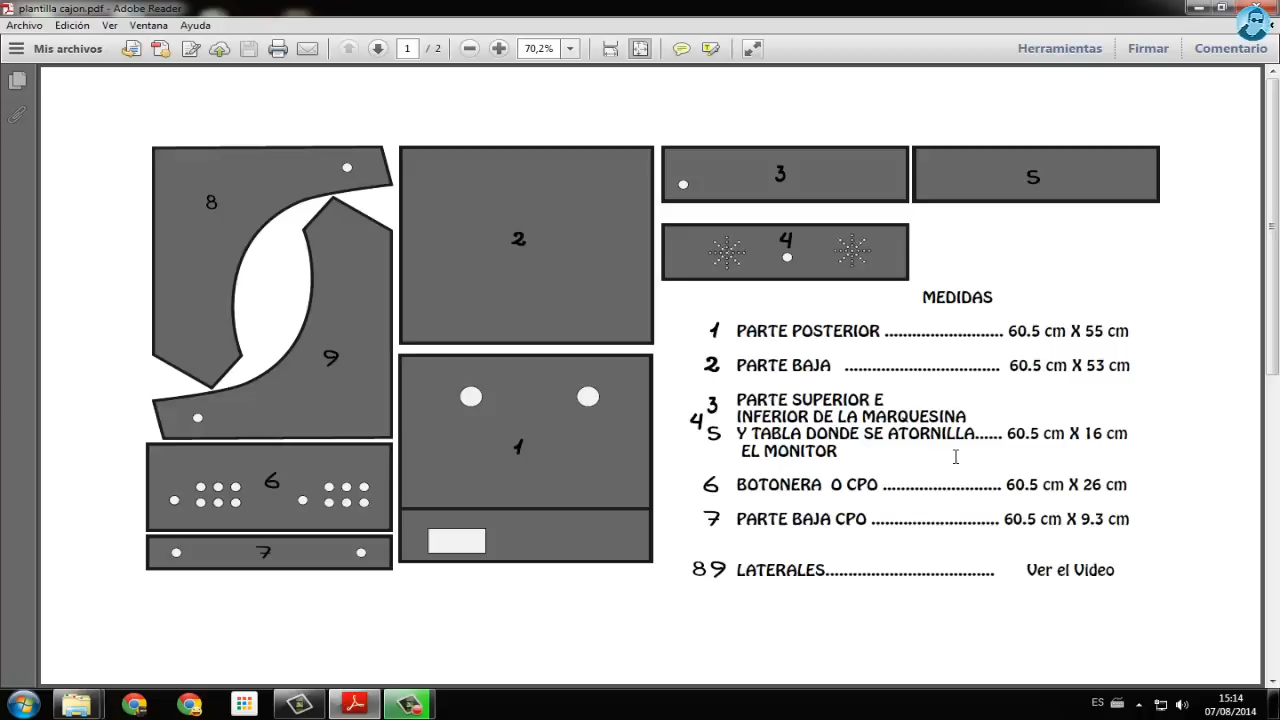 plantilla cajon.pdf - Adobe Reader
Archivo Edición Ver Ventana Ayuda
Mis archivos 1 / 2 70,2% Herramientas Firmar Comentario
8
2
3
5
4
9
1
6
7
MEDIDAS
1 PARTE POSTERIOR .......................... 60.5 cm X 55 cm
2 PARTE BAJA .................................. 60.5 cm X 53 cm
3 PARTE SUPERIOR E
4 INFERIOR DE LA MARQUESINA
5 Y TABLA DONDE SE ATORNILLA...... 60.5 cm X 16 cm
EL MONITOR
6 BOTONERA O CPO .......................... 60.5 cm X 26 cm
7 PARTE BAJA CPO ............................ 60.5 cm X 9.3 cm
89 LATERALES..................................... Ver el Video
ES
15:14
07/08/2014